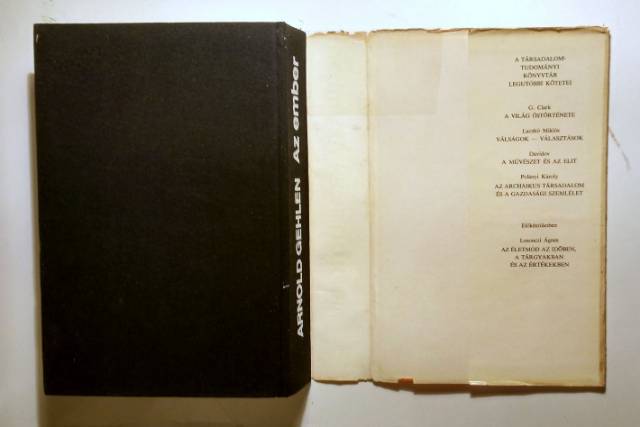 ARNOLD GEHLEN Az ember
A TÁRSADALOM-
TUDOMÁNYI
KÖNYVTÁR
LEGUTÓBBI KÖTETEI
G. Clark
A VILÁG ŐSTÖRTÉNETE
Laczkó Miklós
VÁLSÁGOK — VÁLASZTÁSOK
Davidov
A MŰVÉSZET ÉS AZ ELIT
Polányi Károly
AZ ARCHAIKUS TÁRSADALOM
ÉS A GAZDASÁGI SZEMLÉLET
Előkészületben
Losonczi Ágnes
AZ ÉLETMÓD AZ IDŐBEN,
A TÁRGYAKBAN
ÉS AZ ÉRTÉKEKBEN